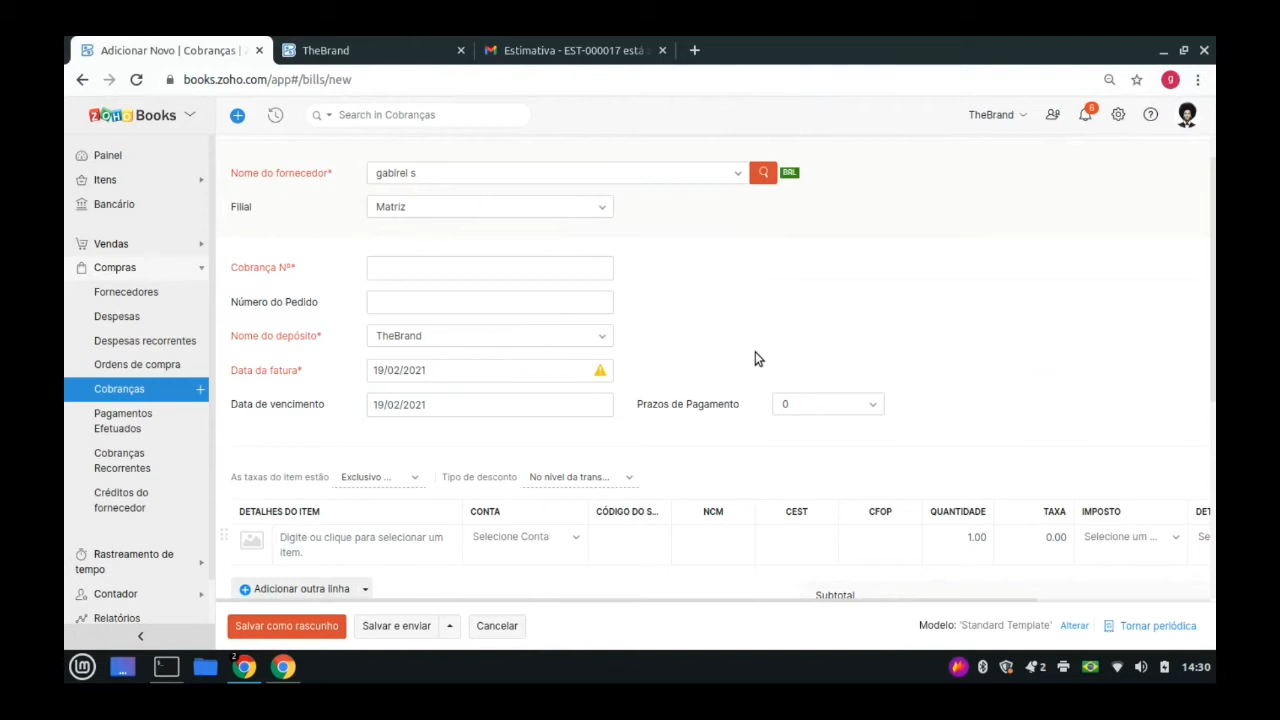 Adicionar Novo | Cobranças |
TheBrand
Estimativa - EST-000017 está
books.zoho.com/app#/bills/new
g
ZOHO Books
Search in Cobranças
TheBrand
6
Painel
Itens
Bancário
Vendas
Compras
Fornecedores
Despesas
Despesas recorrentes
Ordens de compra
Cobranças
Pagamentos
Efetuados
Cobranças
Recorrentes
Créditos do
fornecedor
Rastreamento de
tempo
Contador
Relatórios
Nome do fornecedor*
gabirel s
BRL
Filial
Matriz
Cobrança Nº*
Número do Pedido
Nome do depósito*
TheBrand
Data da fatura*
19/02/2021
Data de vencimento
19/02/2021
Prazos de Pagamento
0
As taxas do item estão
Exclusivo ...
Tipo de desconto
No nível da trans...
DETALHES DO ITEM
CONTA
CÓDIGO DO S...
NCM
CEST
CFOP
QUANTIDADE
TAXA
IMPOSTO
DET
Digite ou clique para selecionar um
item.
Selecione Conta
1.00
0.00
Selecione um ...
Se
Adicionar outra linha
Subtotal
Salvar como rascunho
Salvar e enviar
Cancelar
Modelo: 'Standard Template'
Alterar
Tornar periódica
2
2
14:30